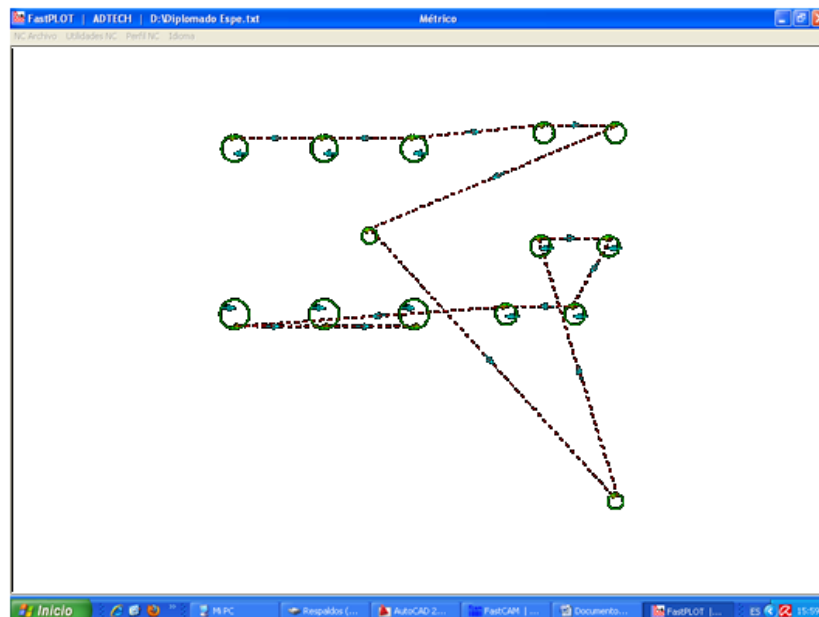 FastPLOT | ADTECH | D:\Diplomado Espe.txt Métrico
NC Archivo Utilidades NC Perfil NC Idioma
Inicio Mi PC Respaldos (... AutoCAD 2... FastCAM | ... Documento... FastPLOT |... ES 15:59